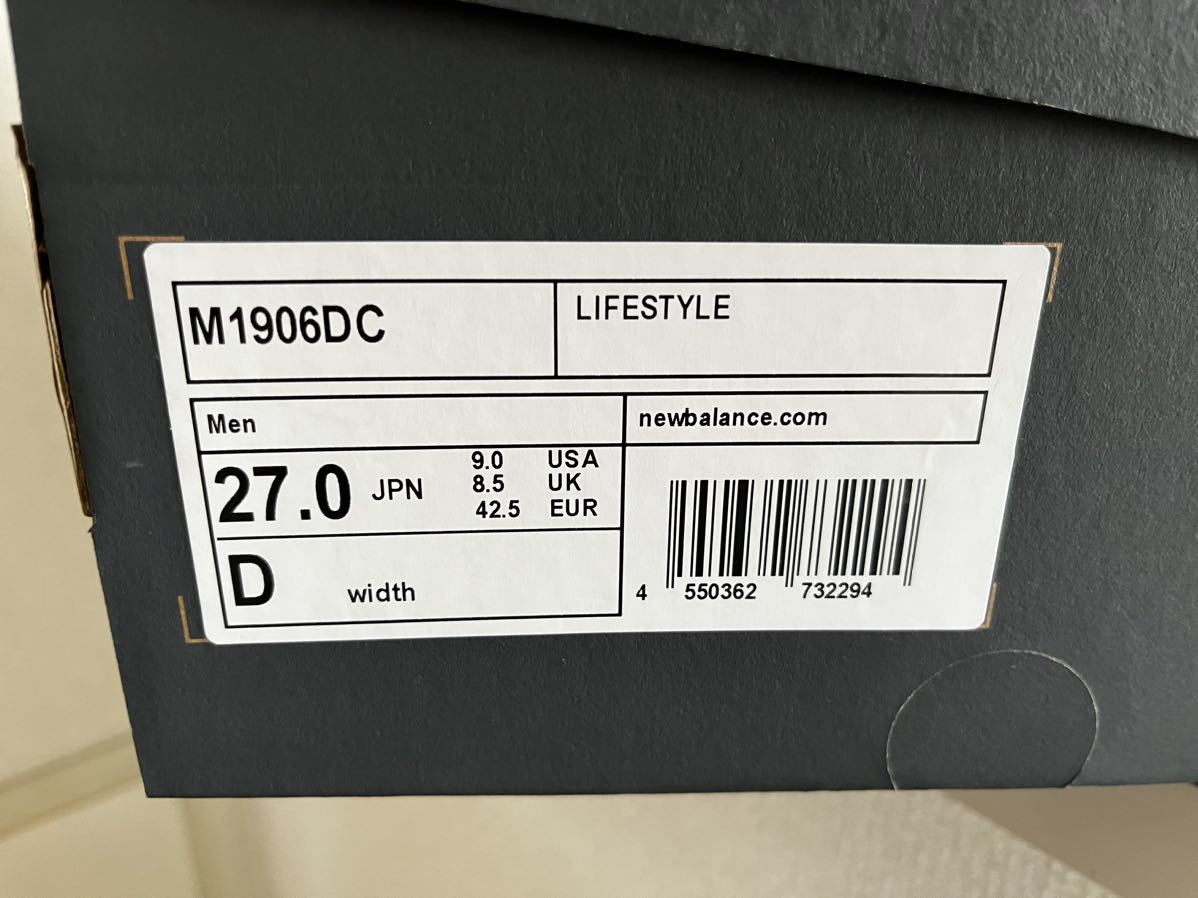 M1906DC
LIFESTYLE
Men
newbalance.com
27.0 JPN
9.0 USA
8.5 UK
42.5 EUR
D width
4 550362 732294